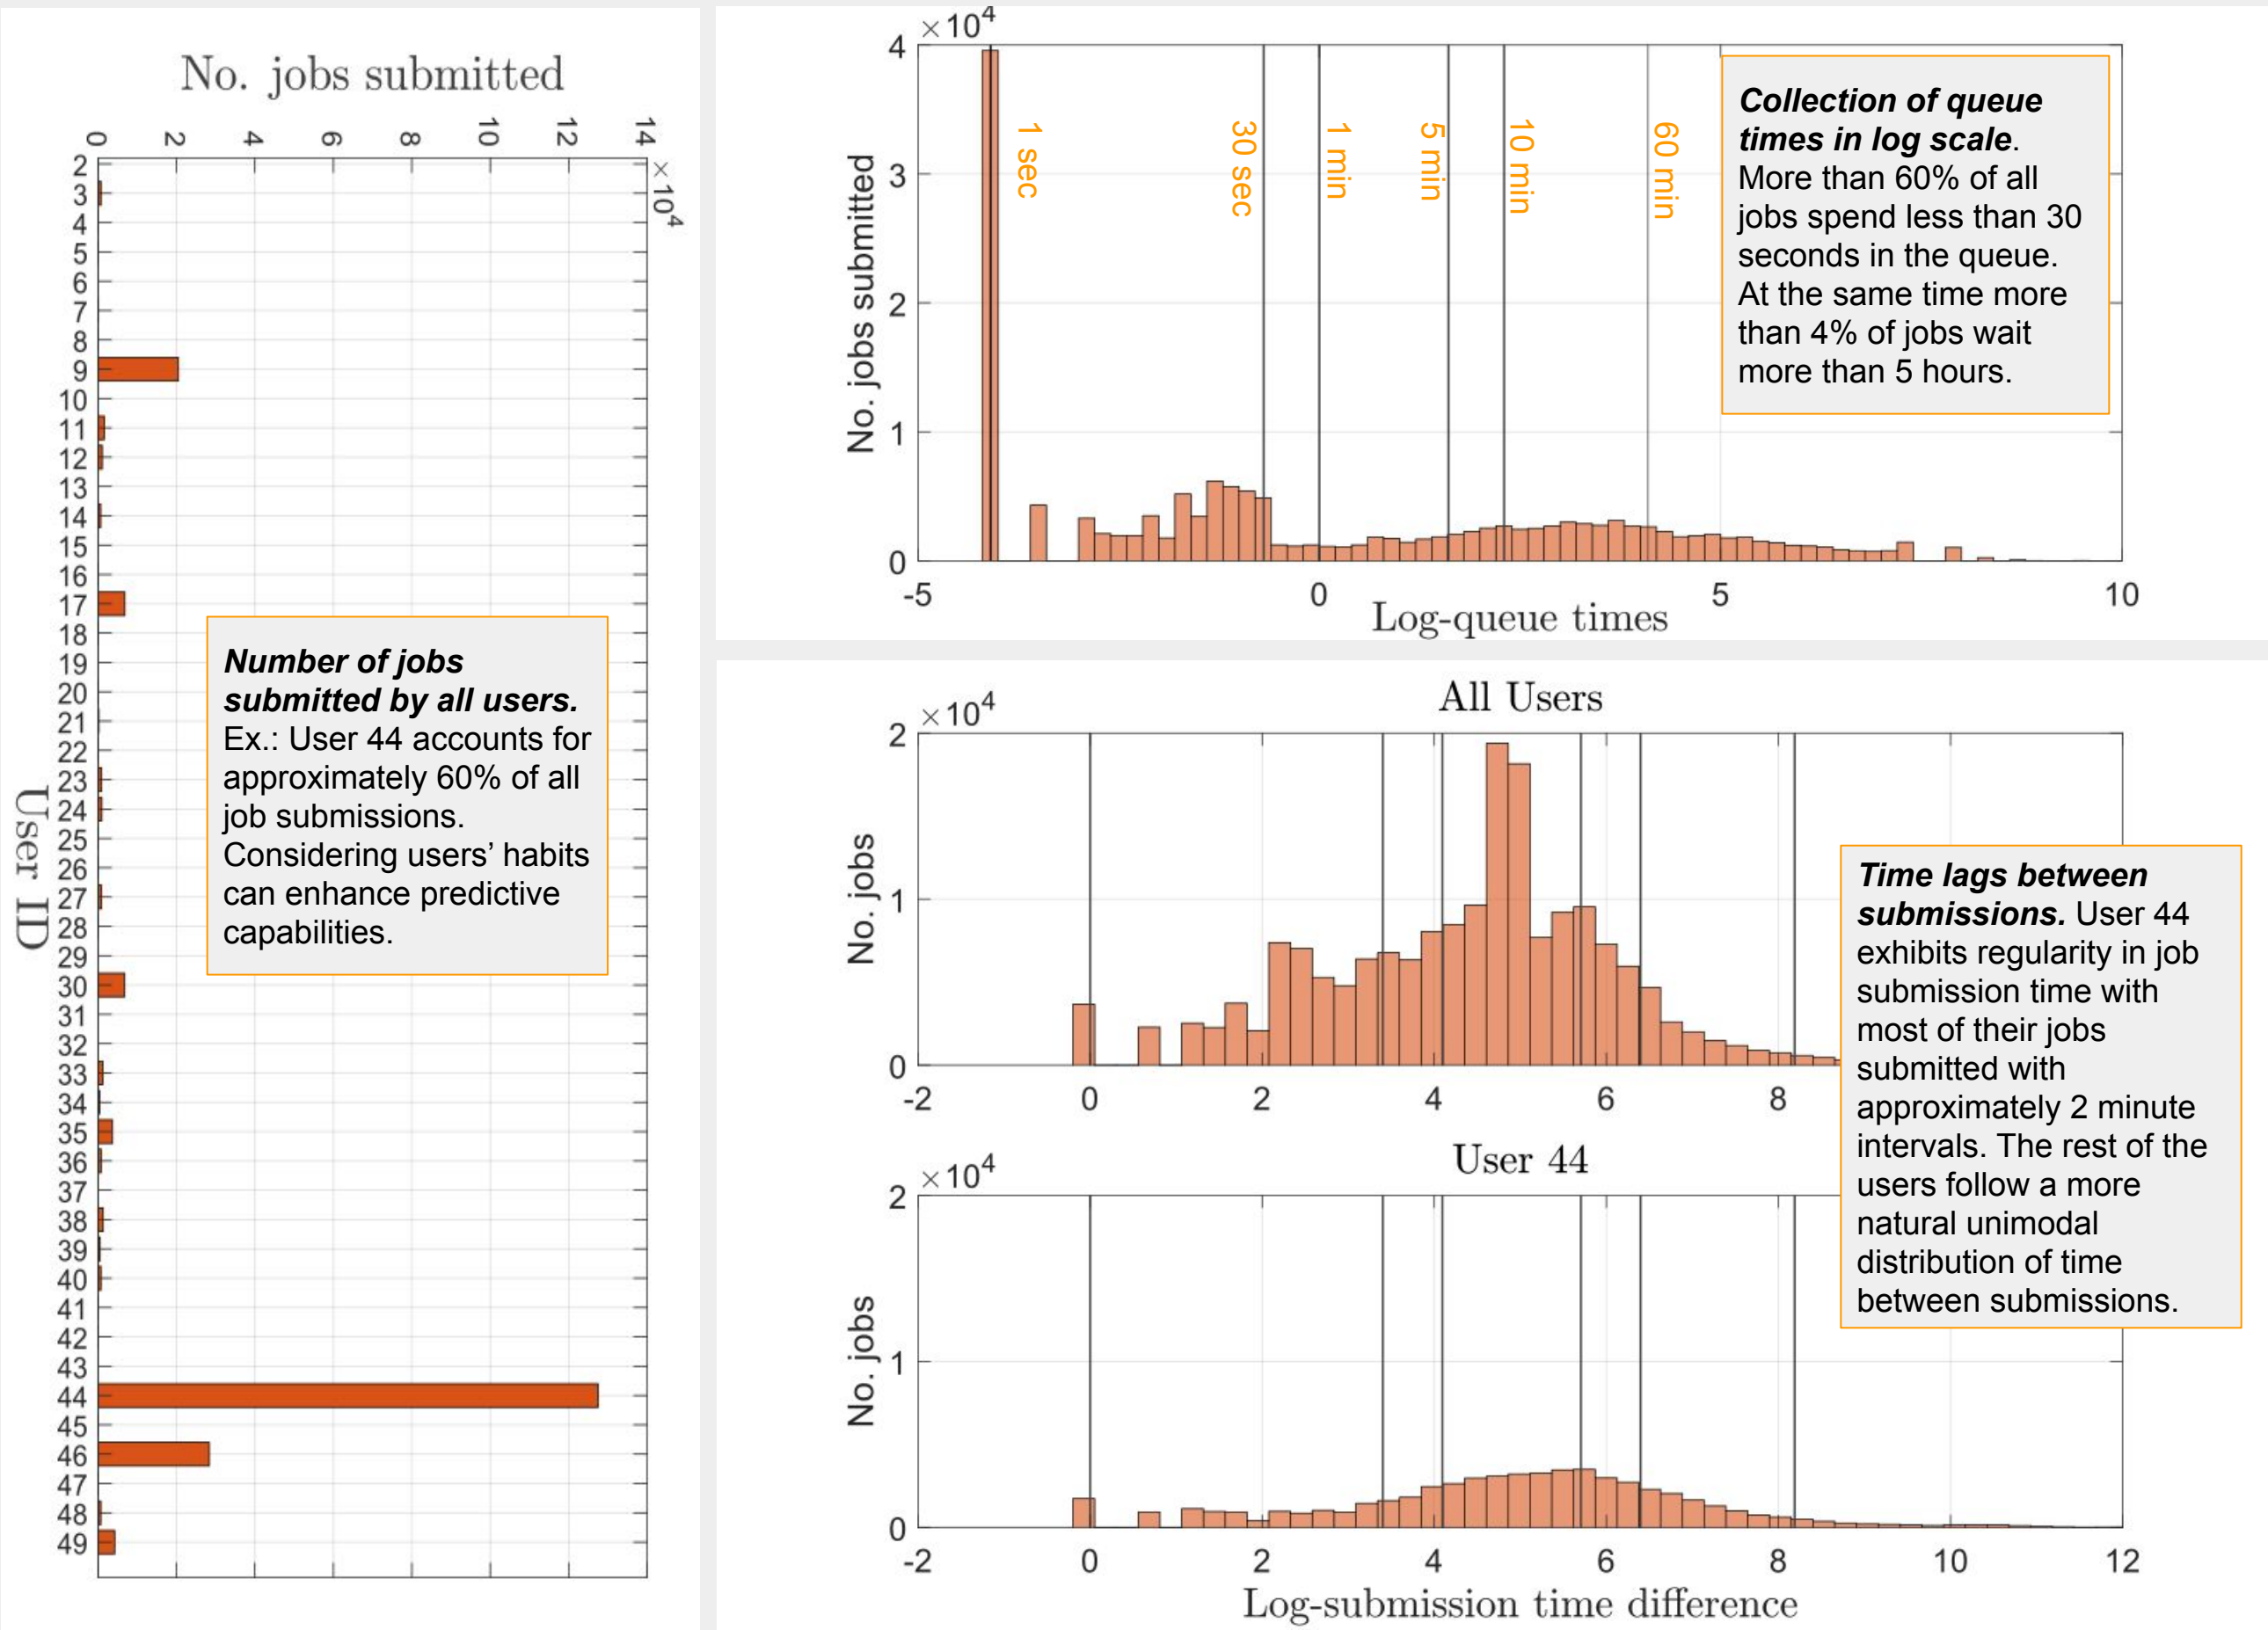 No. jobs submitted
0 2 4 6 8 10 12 14
×10⁴
2
3
4
5
6
7
8
9
10
11
12
13
14
15
16
17
18
19
20
21
22
23
24
25
26
27
28
29
30
31
32
33
34
35
36
37
38
39
40
41
42
43
44
45
46
47
48
49
User ID
Number of jobs
submitted by all users.
Ex.: User 44 accounts for
approximately 60% of all
job submissions.
Considering users’ habits
can enhance predictive
capabilities.
×10⁴
4
3
2
1
0
No. jobs submitted
1 sec
30 sec
1 min
5 min
10 min
60 min
-5 0 5 10
Log-queue times
Collection of queue
times in log scale.
More than 60% of all
jobs spend less than 30
seconds in the queue.
At the same time more
than 4% of jobs wait
more than 5 hours.
All Users
×10⁴
2
1
0
No. jobs
-2 0 2 4 6 8
User 44
×10⁴
2
1
0
No. jobs
-2 0 2 4 6 8 10 12
Log-submission time difference
Time lags between
submissions. User 44
exhibits regularity in job
submission time with
most of their jobs
submitted with
approximately 2 minute
intervals. The rest of the
users follow a more
natural unimodal
distribution of time
between submissions.